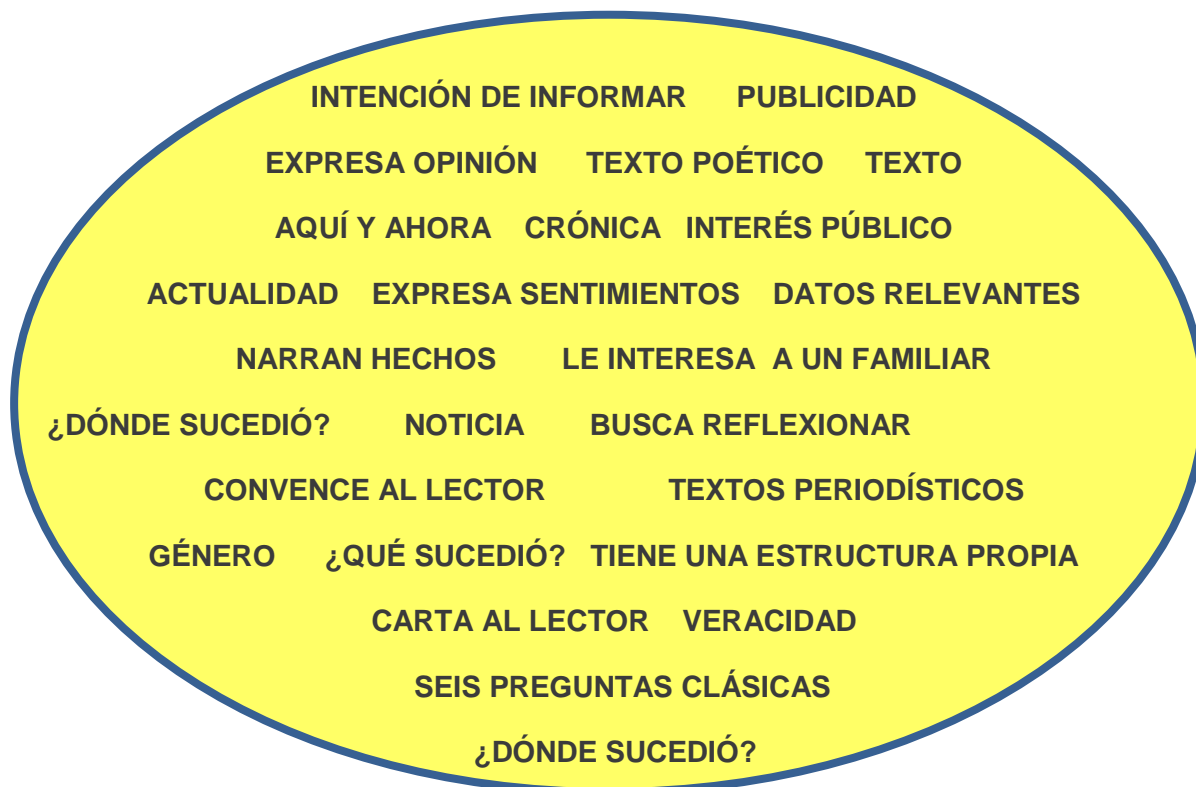 INTENCIÓN DE INFORMAR PUBLICIDAD
EXPRESA OPINIÓN TEXTO POÉTICO TEXTO
AQUÍ Y AHORA CRÓNICA INTERÉS PÚBLICO
ACTUALIDAD EXPRESA SENTIMIENTOS DATOS RELEVANTES
NARRAN HECHOS LE INTERESA A UN FAMILIAR
¿DÓNDE SUCEDIÓ? NOTICIA BUSCA REFLEXIONAR
CONVENCE AL LECTOR TEXTOS PERIODÍSTICOS
GÉNERO ¿QUÉ SUCEDIÓ? TIENE UNA ESTRUCTURA PROPIA
CARTA AL LECTOR VERACIDAD
SEIS PREGUNTAS CLÁSICAS
¿DÓNDE SUCEDIÓ?